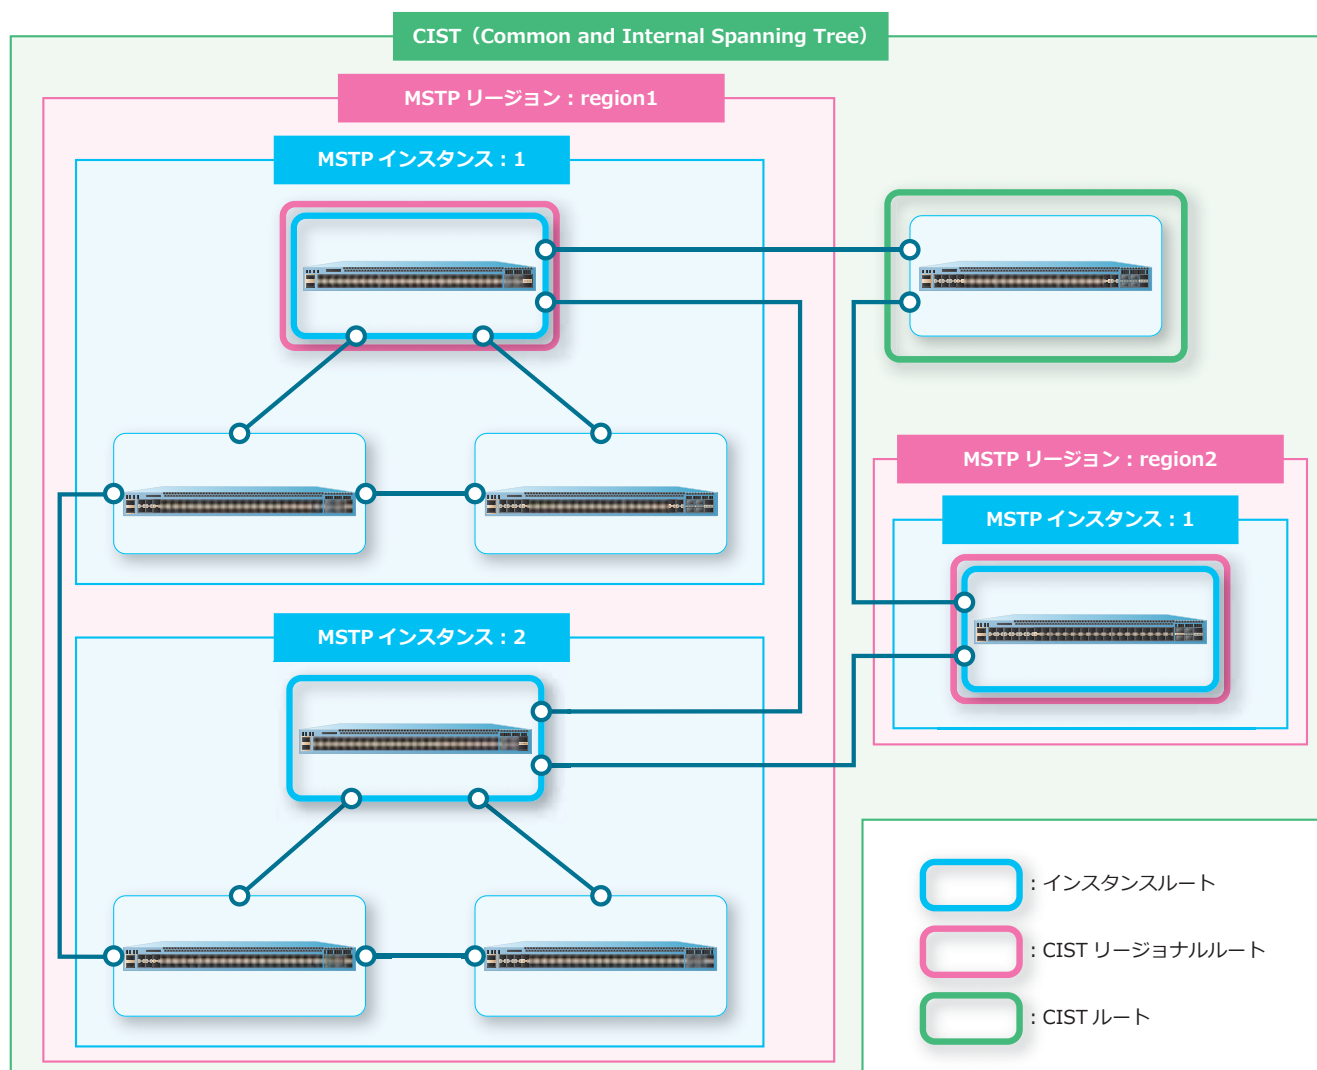 CIST（Common and Internal Spanning Tree）
MSTP リージョン：region1
MSTP インスタンス：1
MSTP リージョン：region2
MSTP インスタンス：1
MSTP インスタンス：2
：インスタンスルート
：CIST リージョナルルート
：CIST ルート